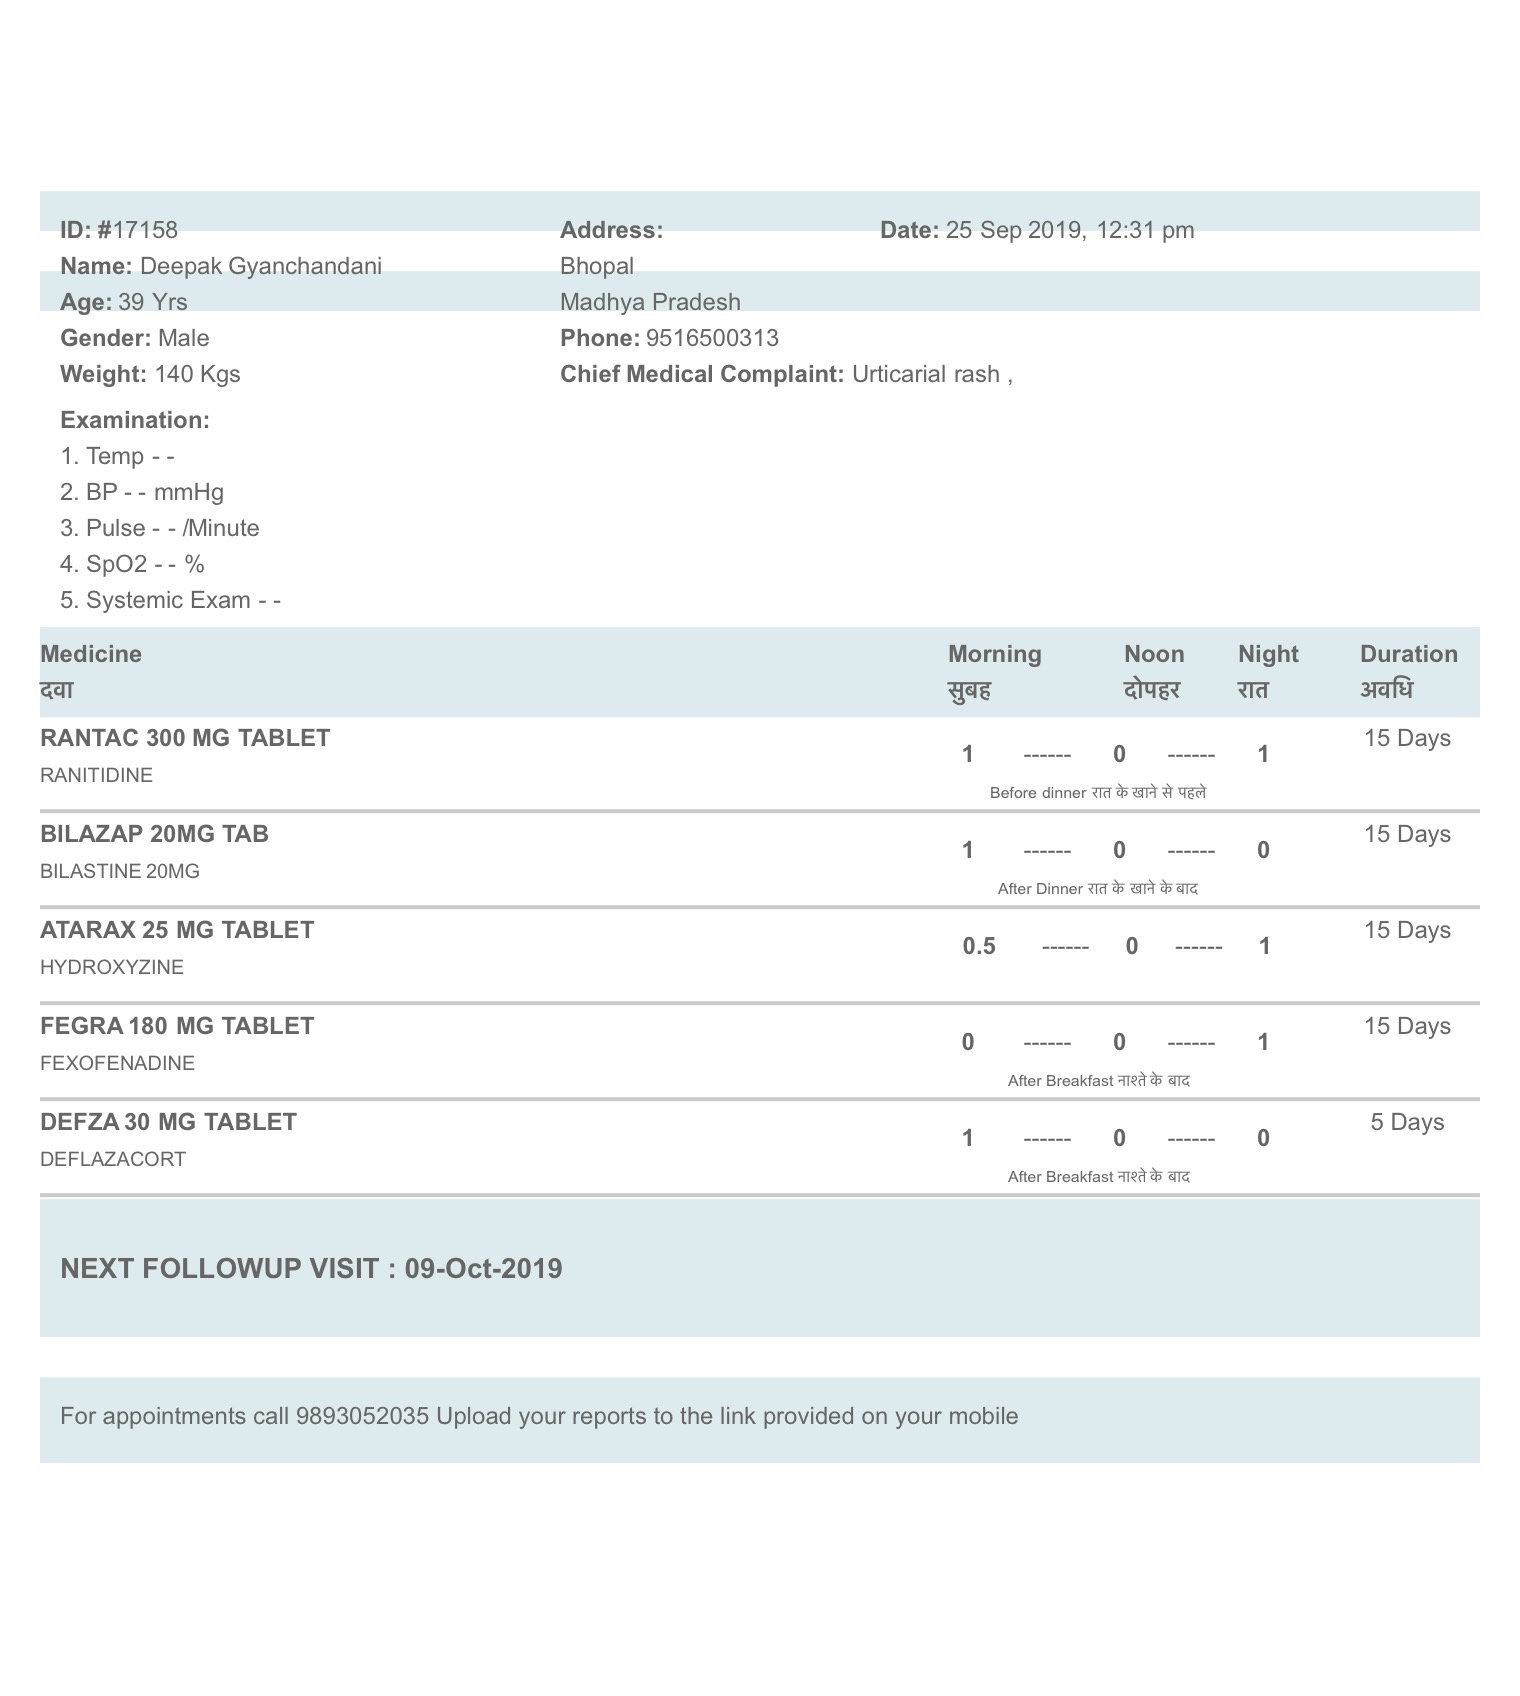 ID: #17158
Name: Deepak Gyanchandani
Age: 39 Yrs
Gender: Male
Weight: 140 Kgs
Address:
Bhopal
Madhya Pradesh
Phone: 9516500313
Chief Medical Complaint: Urticarial rash ,
Date: 25 Sep 2019, 12:31 pm
Examination:
1. Temp - -
2. BP - - mmHg
3. Pulse - - /Minute
4. SpO2 - - %
5. Systemic Exam - -
Medicine Morning Noon Night Duration
दवा सुबह दोपहर रात अवधि
RANTAC 300 MG TABLET 15 Days
1 ------ 0 ------ 1
RANITIDINE
Before dinner रात के खाने से पहले
BILAZAP 20MG TAB 15 Days
1 ------ 0 ------ 0
BILASTINE 20MG
After Dinner रात के खाने के बाद
ATARAX 25 MG TABLET 15 Days
0.5 ------ 0 ------ 1
HYDROXYZINE
FEGRA 180 MG TABLET 15 Days
0 ------ 0 ------ 1
FEXOFENADINE
After Breakfast नाश्ते के बाद
DEFZA 30 MG TABLET 5 Days
1 ------ 0 ------ 0
DEFLAZACORT
After Breakfast नाश्ते के बाद
NEXT FOLLOWUP VISIT : 09-Oct-2019
For appointments call 9893052035 Upload your reports to the link provided on your mobile